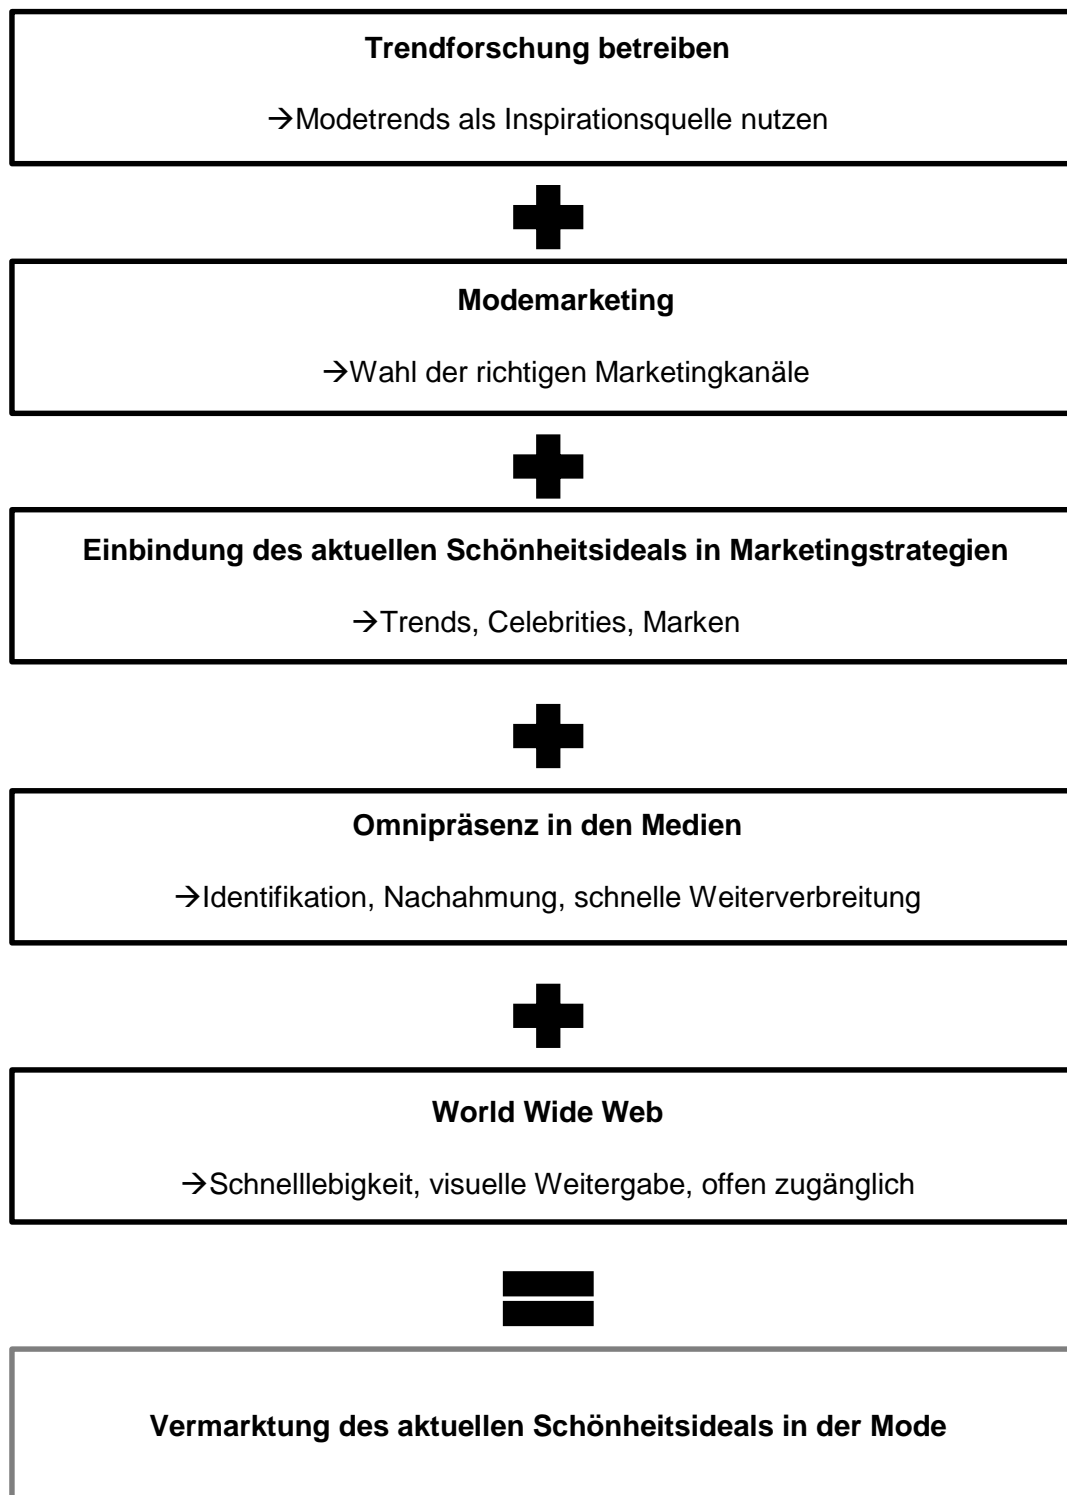 Trendforschung betreiben
→Modetrends als Inspirationsquelle nutzen
Modemarketing
→Wahl der richtigen Marketingkanäle
Einbindung des aktuellen Schönheitsideals in Marketingstrategien
→Trends, Celebrities, Marken
Omnipräsenz in den Medien
→Identifikation, Nachahmung, schnelle Weiterverbreitung
World Wide Web
→Schnelllebigkeit, visuelle Weitergabe, offen zugänglich
Vermarktung des aktuellen Schönheitsideals in der Mode